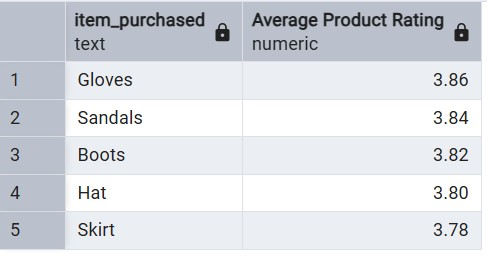 item_purchased Average Product Rating
text numeric
1 Gloves 3.86
2 Sandals 3.84
3 Boots 3.82
4 Hat 3.80
5 Skirt 3.78